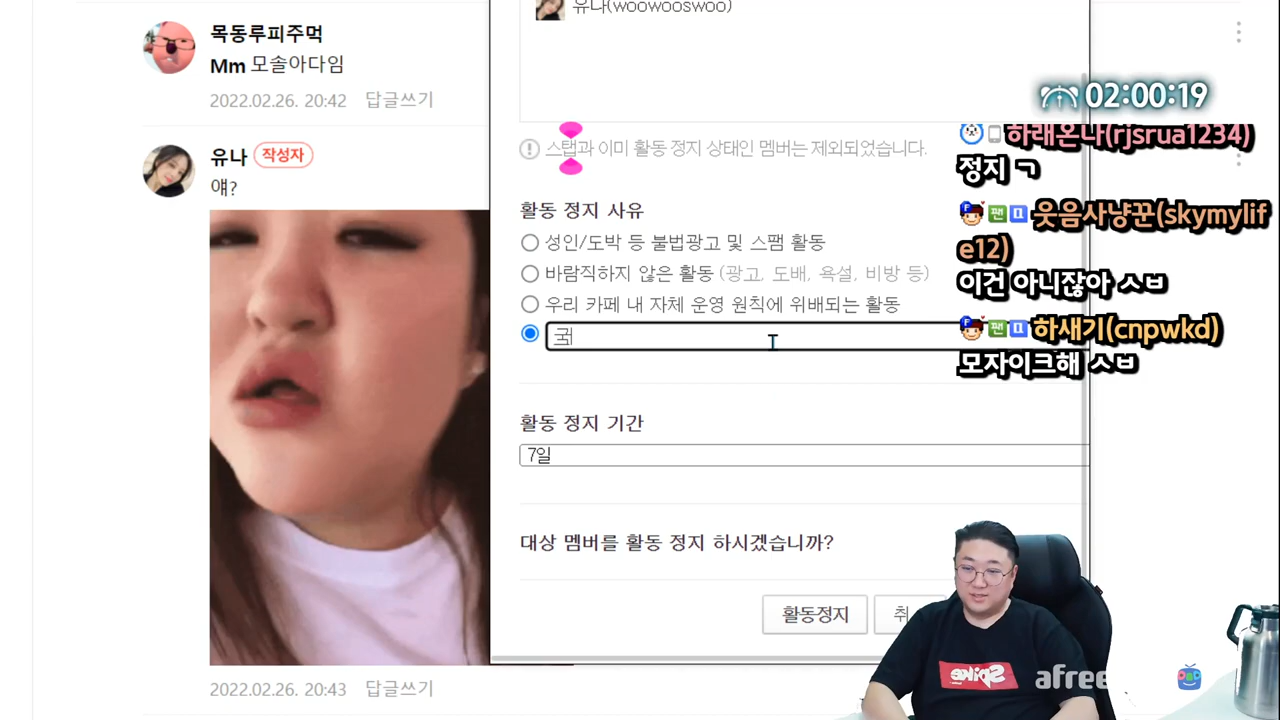 목동루피주먹
Mm 모솔아다임
2022.02.26. 20:42 답글쓰기
유나 작성자
얘?
2022.02.26. 20:43 답글쓰기
유나(woowooswoo)
스탭과 이미 활동 정지 상태인 멤버는 제외되었습니다.
활동 정지 사유
성인/도박 등 불법광고 및 스팸 활동
바람직하지 않은 활동 (광고, 도배, 욕설, 비방 등)
우리 카페 내 자체 운영 원칙에 위배되는 활동
활동 정지 기간
7일
대상 멤버를 활동 정지 하시겠습니까?
활동정지
취
02:00:19
하래온나(rjsrua1234)
정지 ㄱ
팬 웃음사냥꾼(skymylif
e12)
이건 아니잖아 ㅅㅂ
팬 하새기(cnpwkd)
모자이크해 ㅅㅂ
Spike
afree